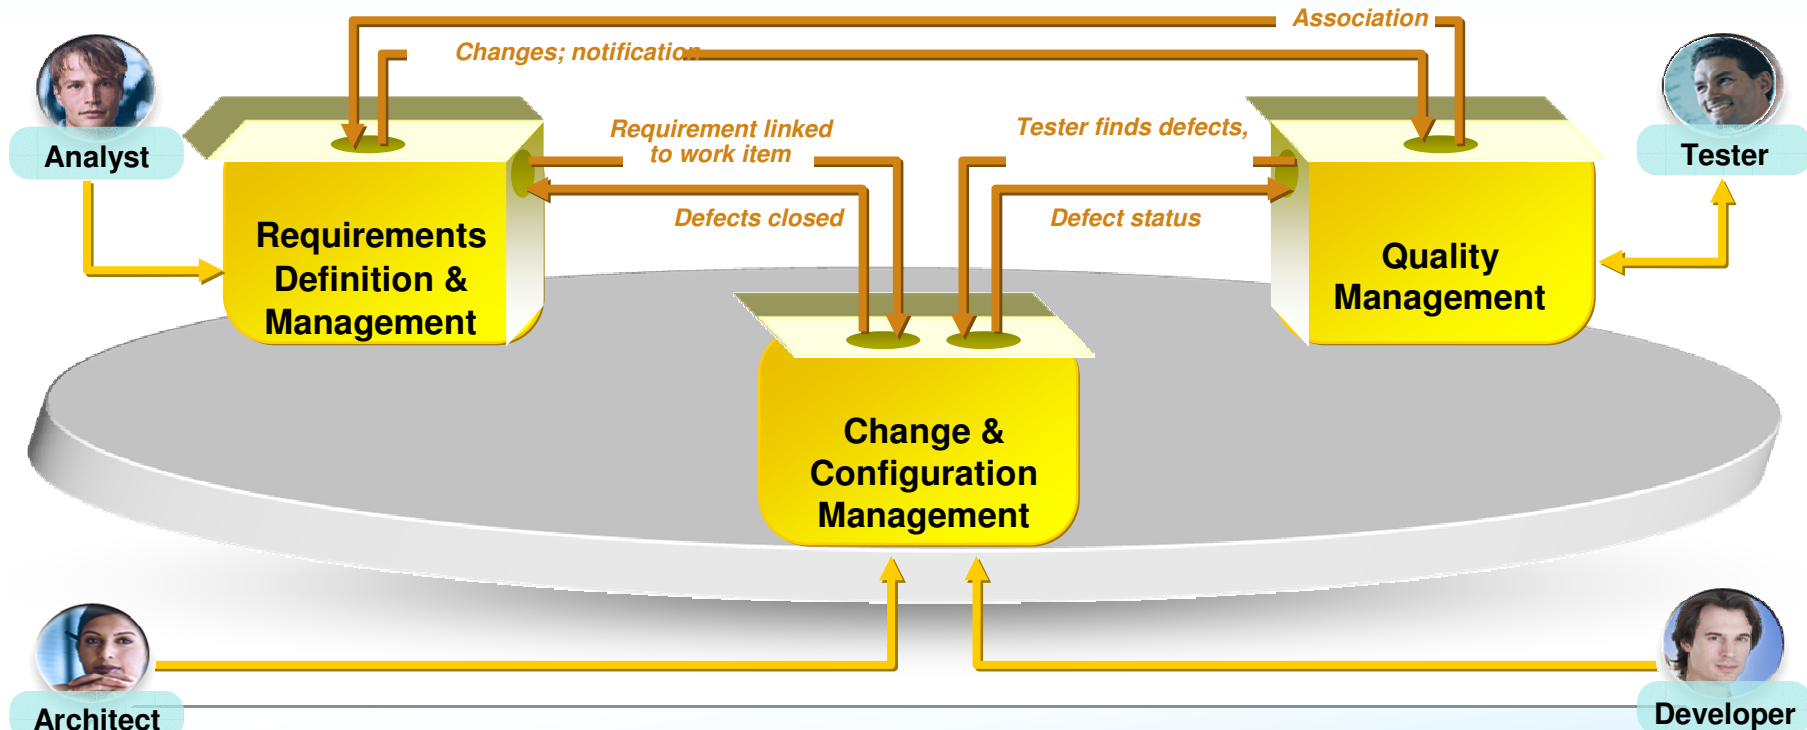 Association
Changes; notification
Analyst
Requirement linked
to work item
Tester finds defects,
Tester
Defects closed
Defect status
Requirements
Definition &
Management
Quality
Management
Change &
Configuration
Management
Architect
Developer